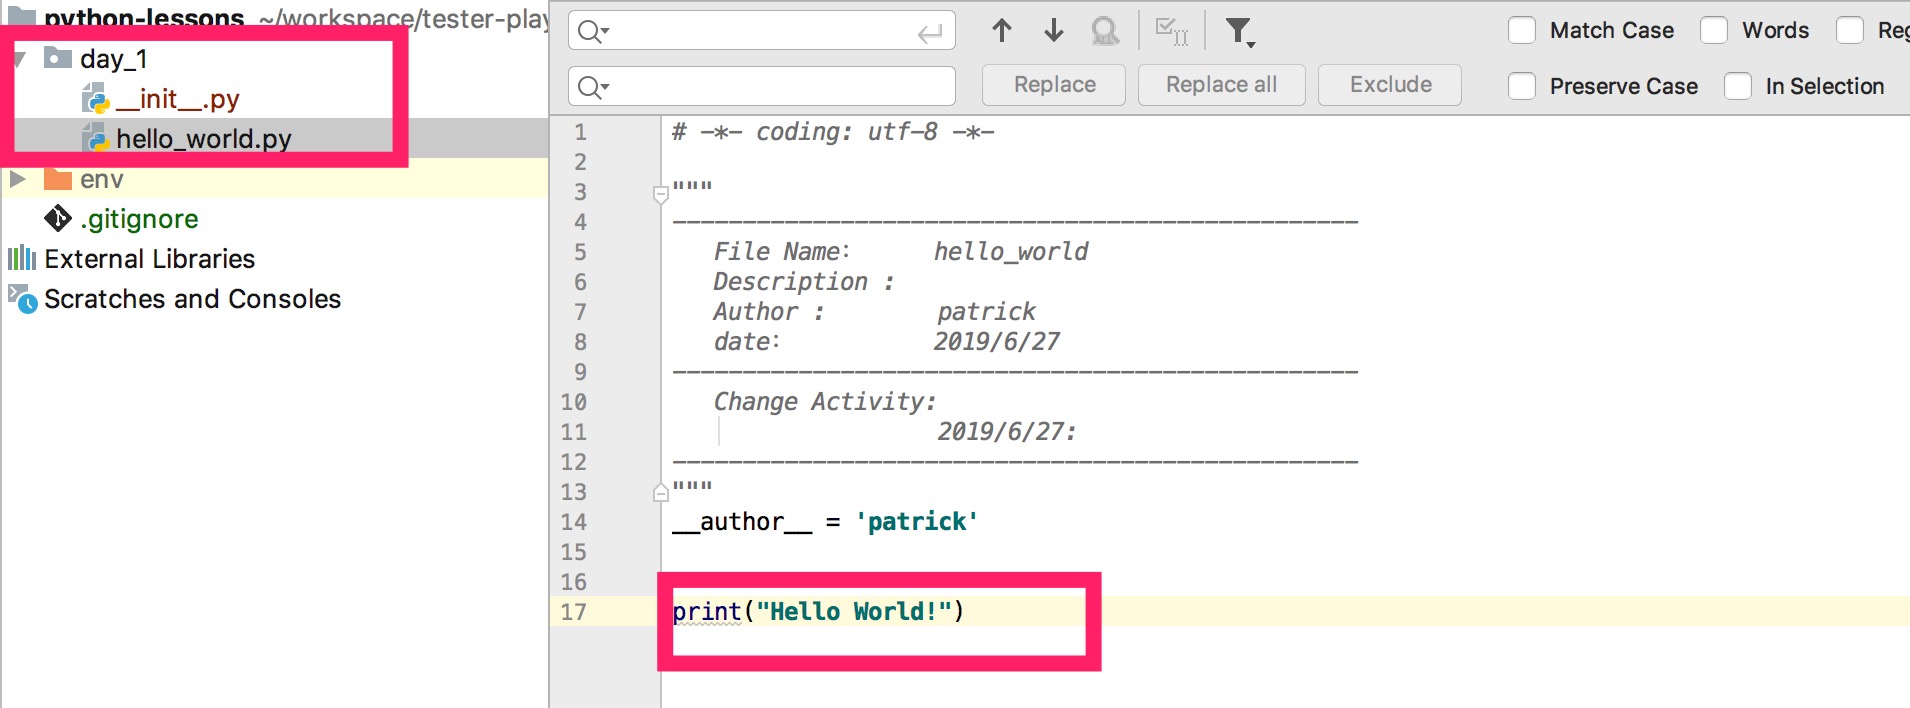 python-lessons ~/workspace/tester-play
day_1
__init__.py
hello_world.py
env
.gitignore
External Libraries
Scratches and Consoles
Match Case Words Reg
Replace Replace all Exclude Preserve Case In Selection
1 # -*- coding: utf-8 -*-
2
3 """
4 -------------------------------------------------
5 File Name: hello_world
6 Description :
7 Author : patrick
8 date: 2019/6/27
9 -------------------------------------------------
10 Change Activity:
11 2019/6/27:
12 -------------------------------------------------
13 """
14 __author__ = 'patrick'
15
16
17 print("Hello World!")